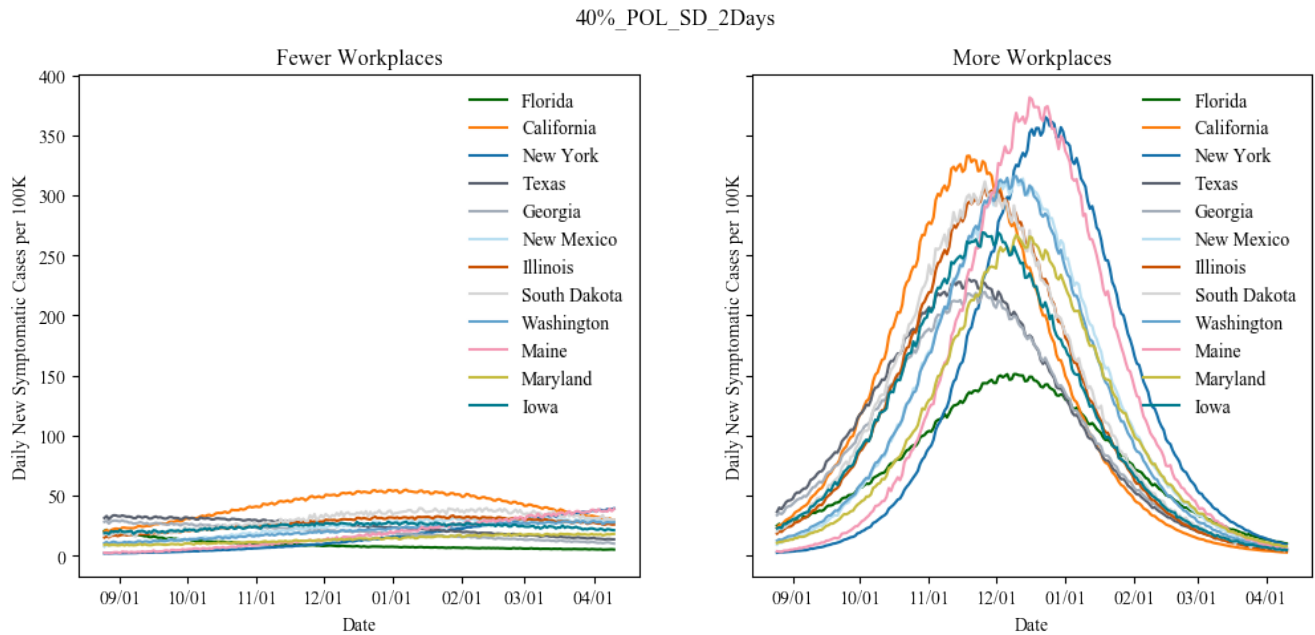 40%_POL_SD_2Days
Fewer Workplaces
Daily New Symptomatic Cases per 100K
400
350
300
250
200
150
100
50
0
Florida
California
New York
Texas
Georgia
New Mexico
Illinois
South Dakota
Washington
Maine
Maryland
Iowa
09/01 10/01 11/01 12/01 01/01 02/01 03/01 04/01
Date
More Workplaces
Daily New Symptomatic Cases per 100K
Florida
California
New York
Texas
Georgia
New Mexico
Illinois
South Dakota
Washington
Maine
Maryland
Iowa
09/01 10/01 11/01 12/01 01/01 02/01 03/01 04/01
Date